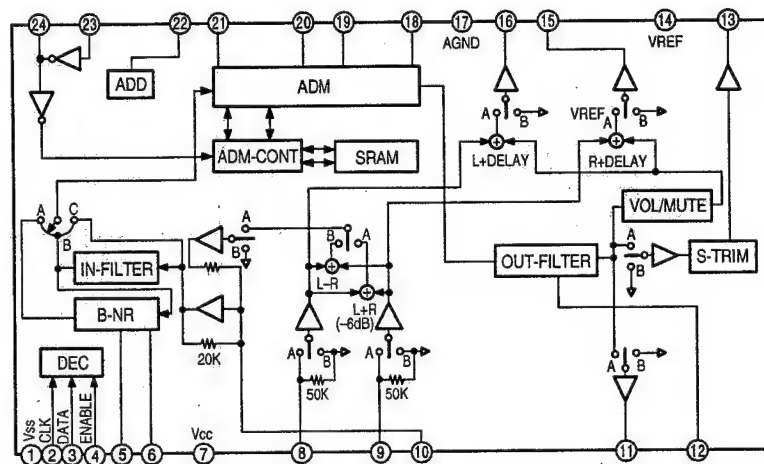 24 23 22 21 20 19 18 17 16 15 14 13
AGND VREF
ADD ADM
A B VREF A B
ADM-CONT SRAM L+DELAY R+DELAY
A C B
A B
B A
VOL/MUTE
IN-FILTER
L–R
OUT-FILTER A B S-TRIM
B-NR
L+R
(–6dB)
20K
A B A B
A B
DEC
50K 50K
Vss CLK DATA ENABLE Vcc
1 2 3 4 5 6 7 8 9 10 11 12